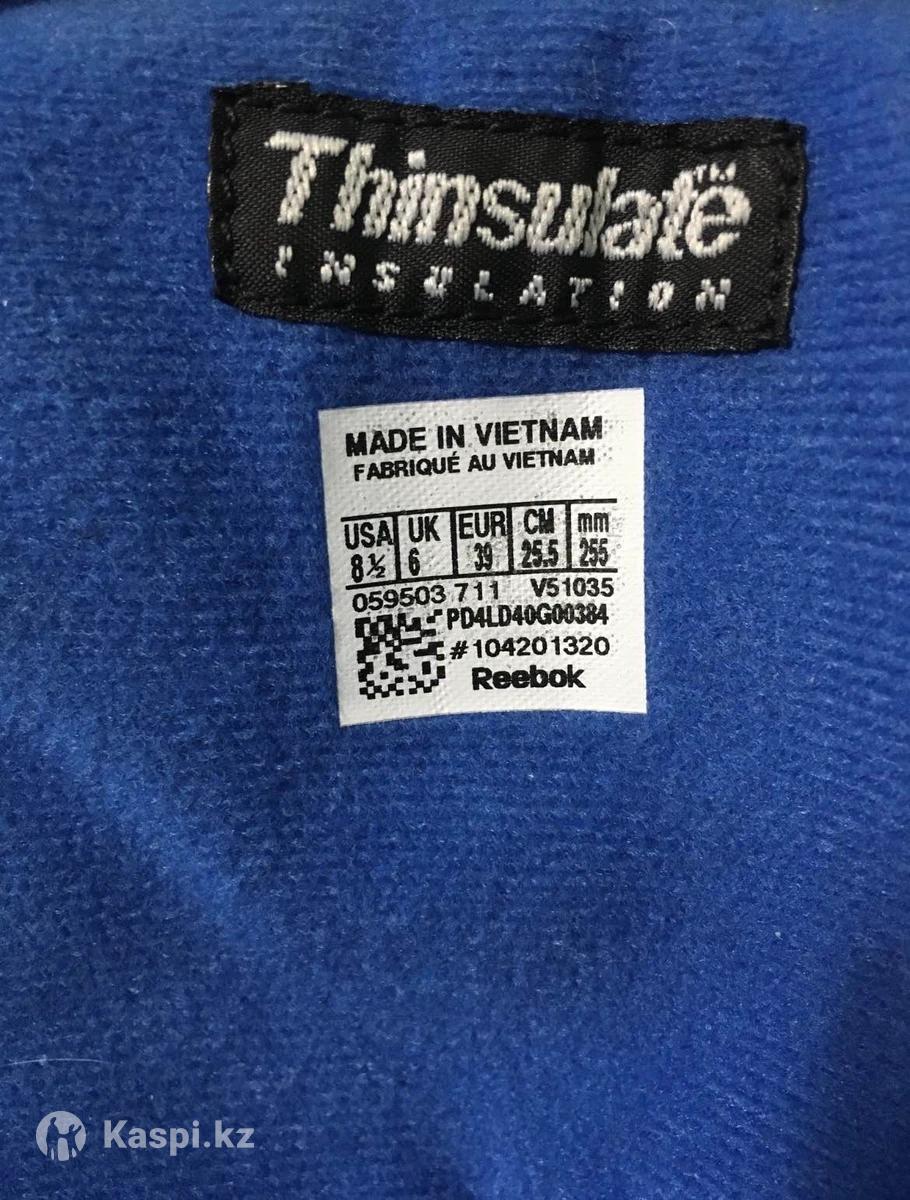 Thinsulate™
INSULATION
MADE IN VIETNAM
FABRIQUÉ AU VIETNAM
USA UK EUR CM mm
8½ 6 39 25.5 255
059503 711 V51035
PD4LD40G00384
#104201320
Reebok
Kaspi.kz